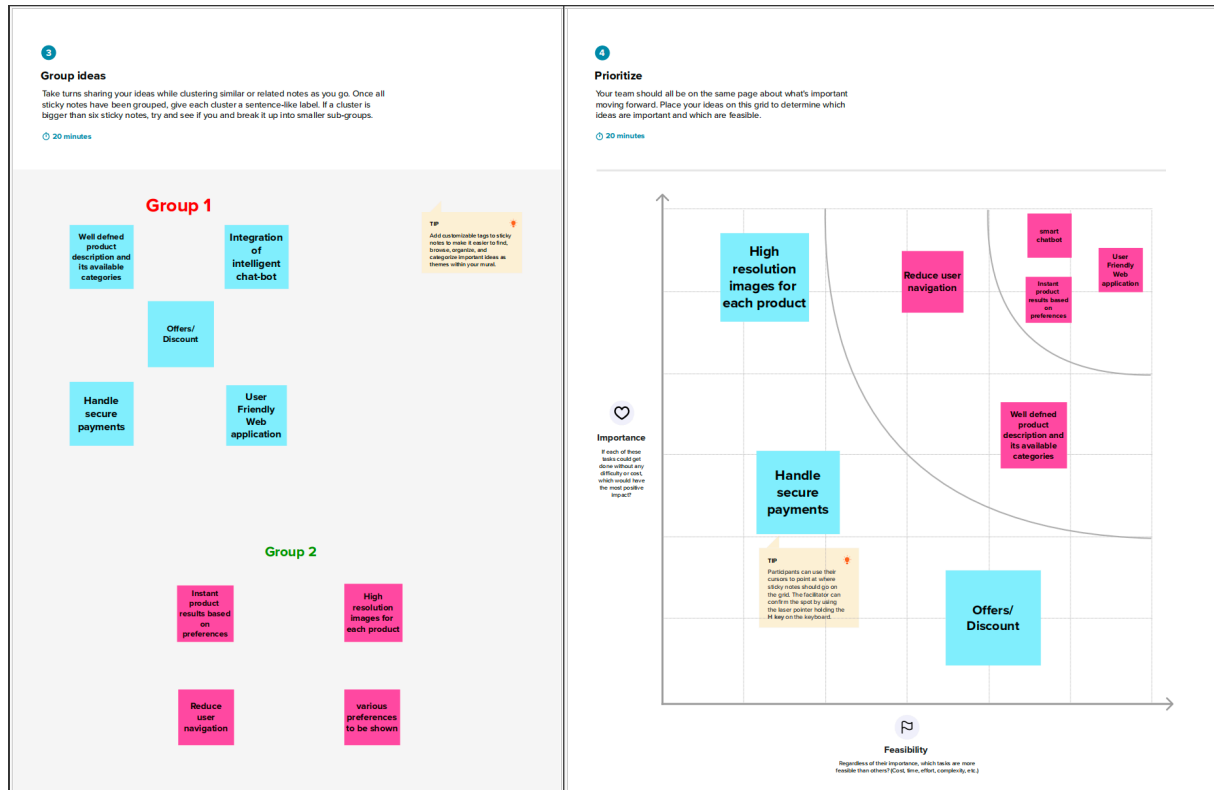 3
Group ideas
Take turns sharing your ideas while clustering similar or related notes as you go. Once all
sticky notes have been grouped, give each cluster a sentence-like label. If a cluster is
bigger than six sticky notes, try and see if you and break it up into smaller sub-groups.
20 minutes
Group 1
Well defned
product
description and
its available
categories
Integration
of
intelligent
chat-bot
Offers/
Discount
Handle
secure
payments
User
Friendly
Web
application
TIP
Add customizable tags to sticky
notes to make it easier to find,
browse, organize, and
categorize important ideas as
themes within your mural.
Group 2
Instant
product
results based
on
preferences
High
resolution
images for
each product
Reduce
user
navigation
various
preferences
to be shown
4
Prioritize
Your team should all be on the same page about what's important
moving forward. Place your ideas on this grid to determine which
ideas are important and which are feasible.
20 minutes
High
resolution
images for
each product
Reduce user
navigation
smart
chatbot
User
Friendly
Web
application
Instant
product
results based
on
preferences
Well defned
product
description and
its available
categories
Importance
If each of these
tasks could get
done without any
difficulty or cost,
which would have
the most positive
impact?
Handle
secure
payments
TIP
Participants can use their
cursors to point at where
sticky notes should go on
the grid. The facilitator can
confirm the spot by using
the laser pointer holding the
H key on the keyboard.
Offers/
Discount
Feasibility
Regardless of their importance, which tasks are more
feasible than others? (Cost, time, effort, complexity, etc.)